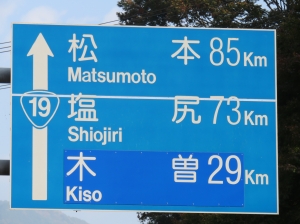 松本 85Km
Matsumoto
19
塩尻 73Km
Shiojiri
木曽 29Km
Kiso